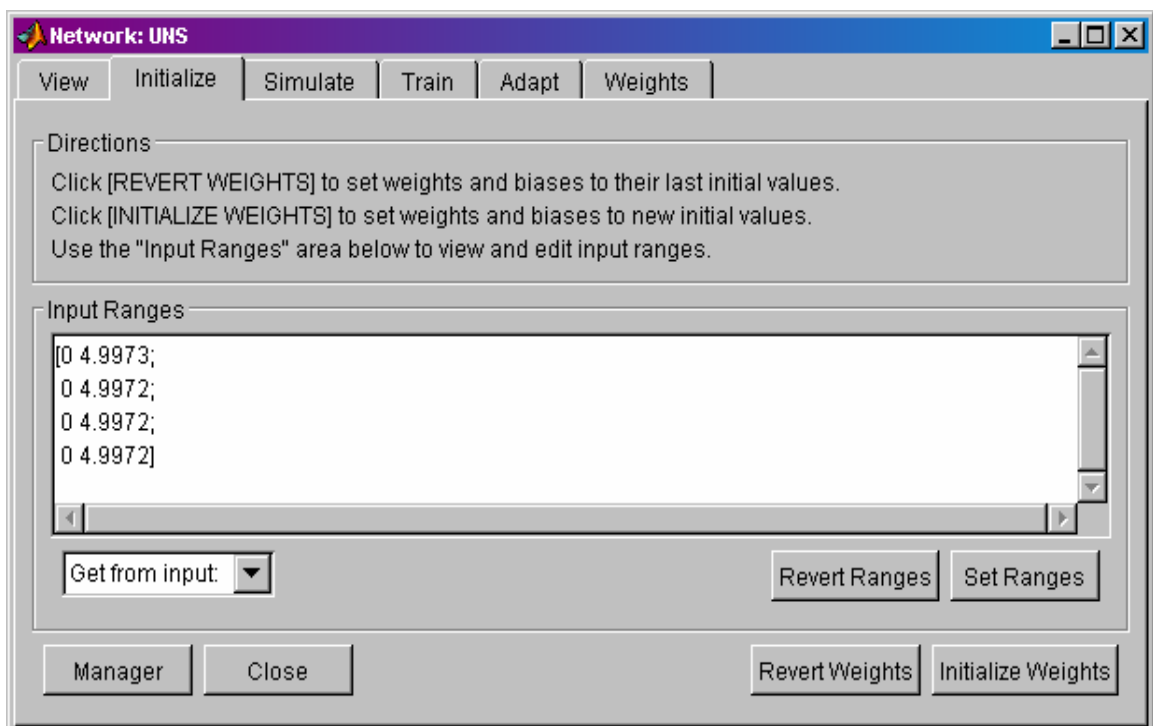 Network: UNS
View Initialize Simulate Train Adapt Weights
Directions
Click [REVERT WEIGHTS] to set weights and biases to their last initial values.
Click [INITIALIZE WEIGHTS] to set weights and biases to new initial values.
Use the "Input Ranges" area below to view and edit input ranges.
Input Ranges
[0 4.9973;
0 4.9972;
0 4.9972;
0 4.9972]
Get from input: Revert Ranges Set Ranges
Manager Close Revert Weights Initialize Weights